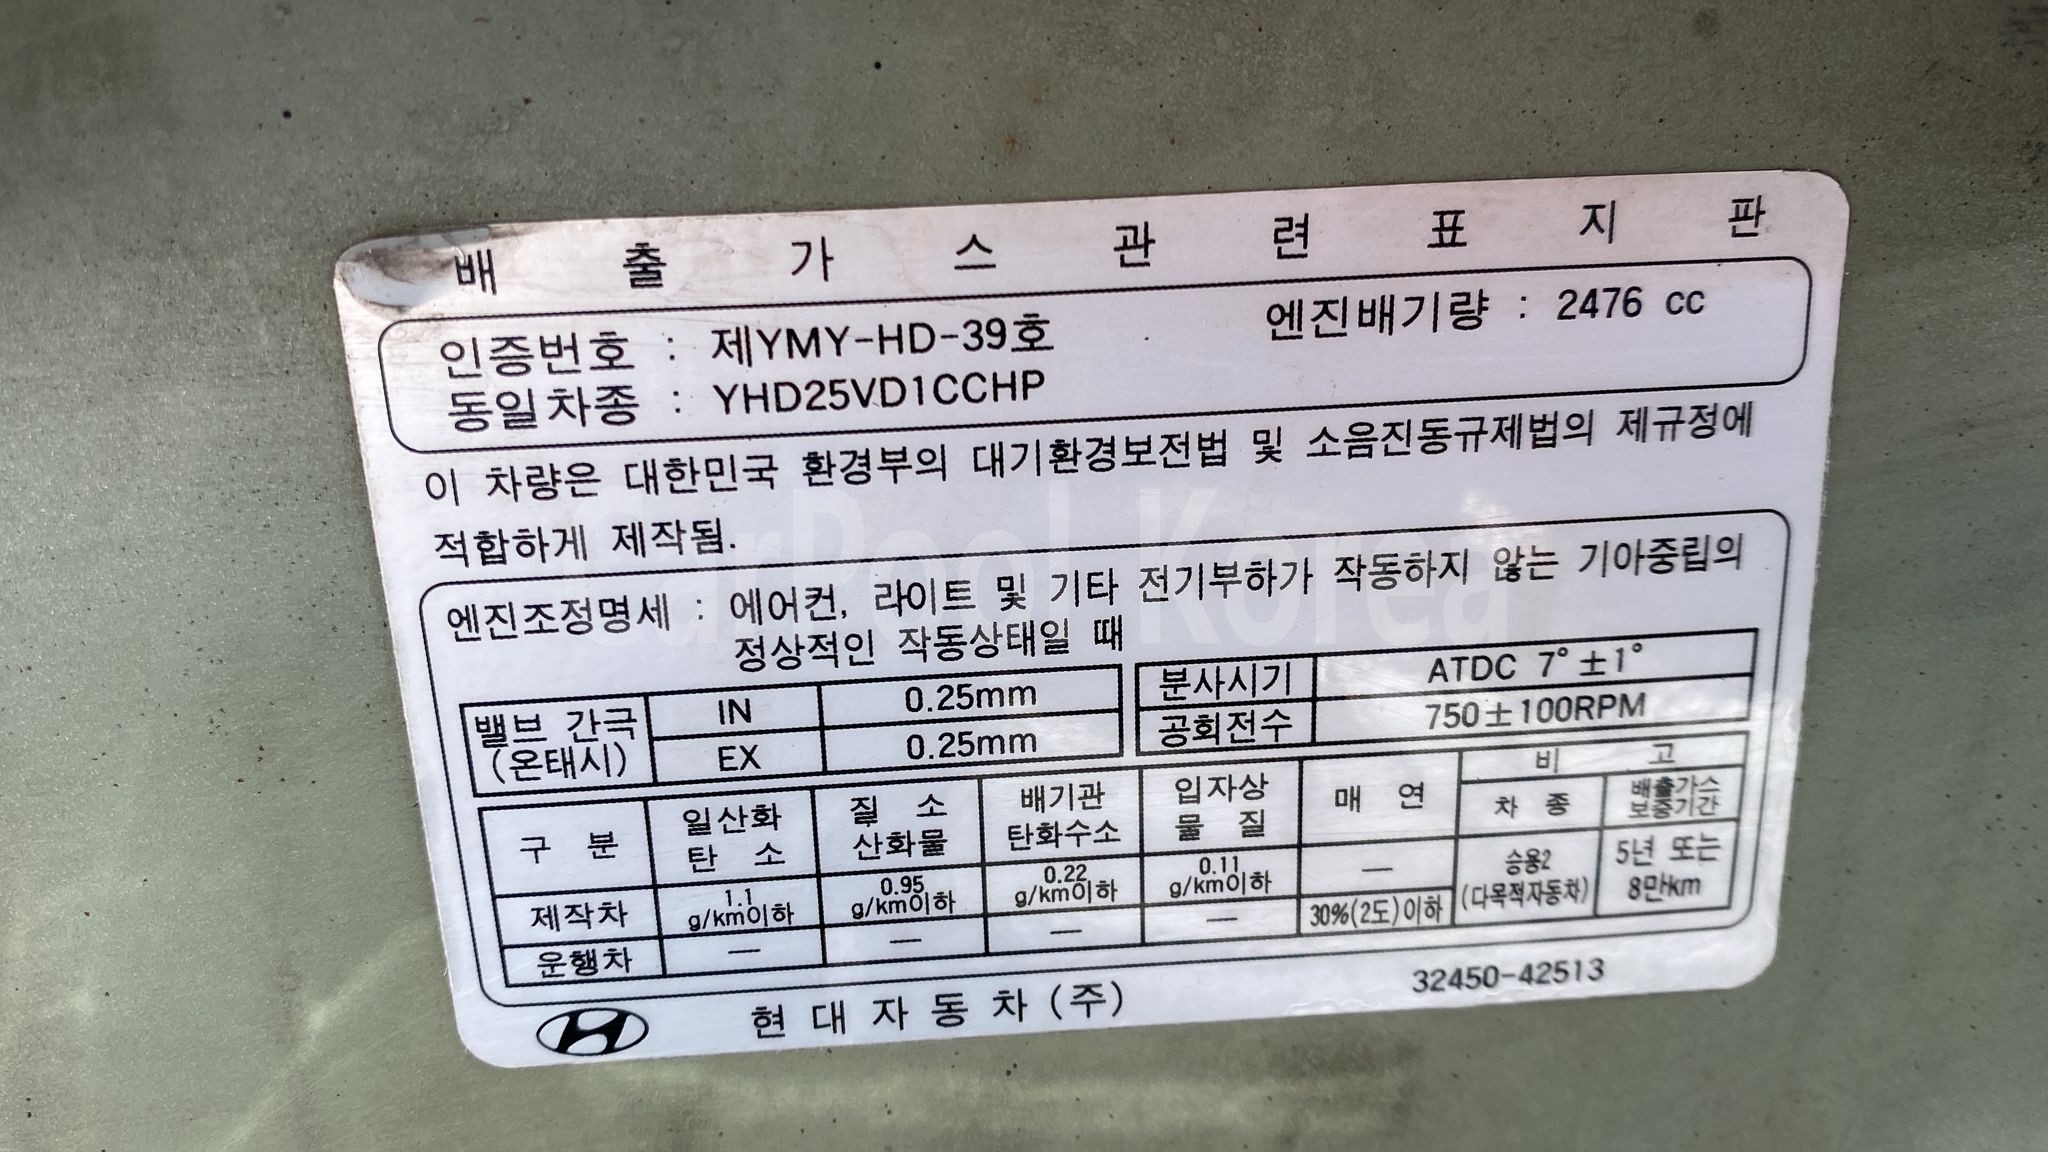 배 출 가 스 관 련 표 지 판
인증번호 : 제YMY-HD-39호 엔진배기량 : 2476 cc
동일차종 : YHD25VD1CCHP
이 차량은 대한민국 환경부의 대기환경보전법 및 소음진동규제법의 제규정에
적합하게 제작됨.
CarPool Korea
엔진조정명세 : 에어컨, 라이트 및 기타 전기부하가 작동하지 않는 기아중립의
정상적인 작동상태일 때
밸브 간극 (온태시) IN 0.25mm 분사시기 ATDC 7°±1°
EX 0.25mm 공회전수 750±100RPM
구 분 일산화 탄 소 질 소 산화물 배기관 탄화수소 입자상 물 질 매 연 비 고
차 종 배출가스 보증기간
제작차 1.1 g/km이하 0.95 g/km이하 0.22 g/km이하 0.11 g/km이하 — 승용2 (다목적자동차) 5년 또는 8만km
운행차 — — — — 30%(2도)이하
현 대 자 동 차 (주) 32450-42513